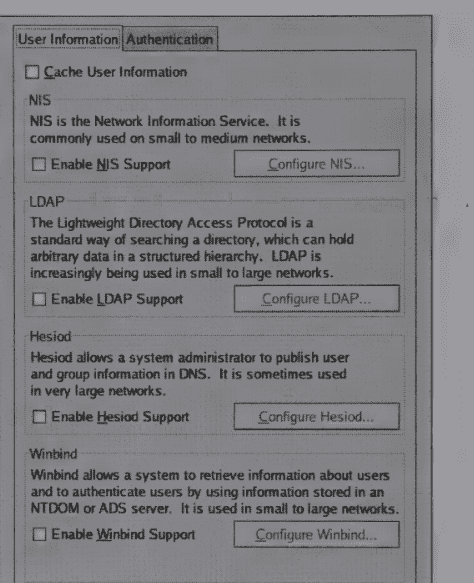 User Information Authentication
Cache User Information
NIS
NIS is the Network Information Service. It is
commonly used on small to medium networks.
Enable NIS Support Configure NIS...
LDAP
The Lightweight Directory Access Protocol is a
standard way of searching a directory, which can hold
arbitrary data in a structured hierarchy. LDAP is
increasingly being used in small to large networks.
Enable LDAP Support Configure LDAP...
Hesiod
Hesiod allows a system administrator to publish user
and group information in DNS. It is sometimes used
in very large networks.
Enable Hesiod Support Configure Hesiod...
Winbind
Winbind allows a system to retrieve information about users
and to authenticate users by using information stored in an
NTDOM or ADS server. It is used in small to large networks.
Enable Winbind Support Configure Winbind...